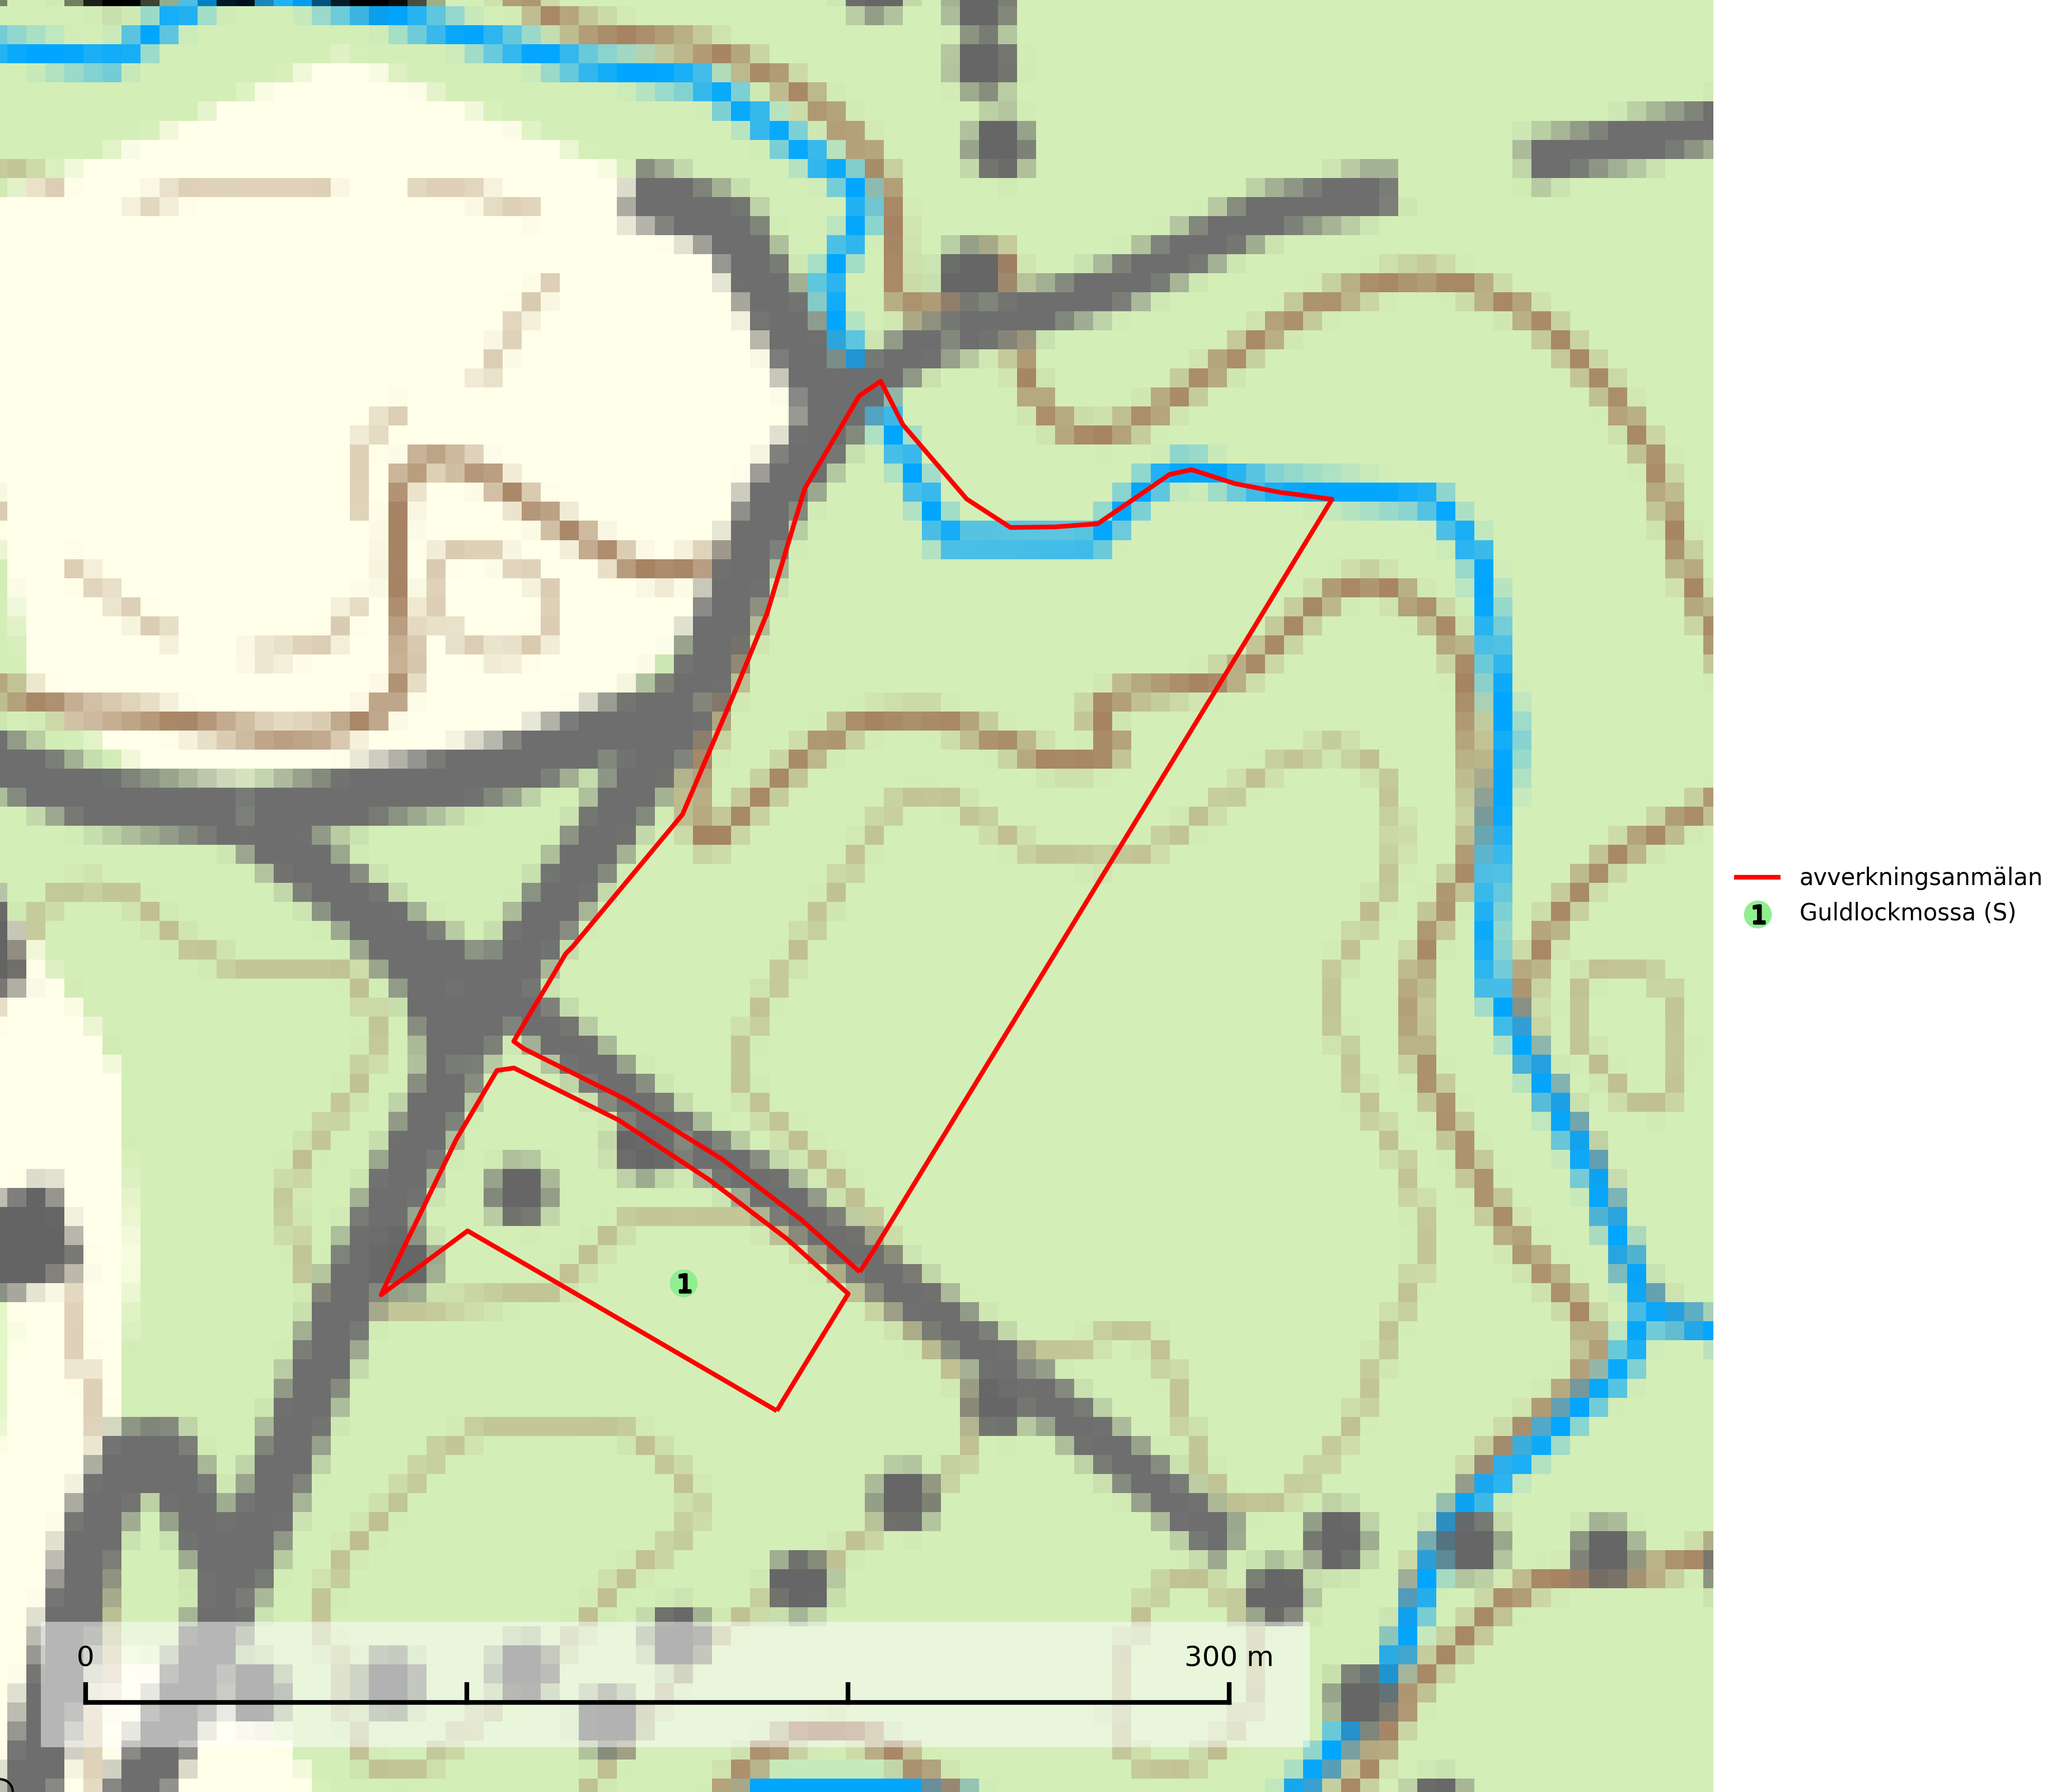 avverkningsanmälan
1 Guldlockmossa (S)
1
0 300 m